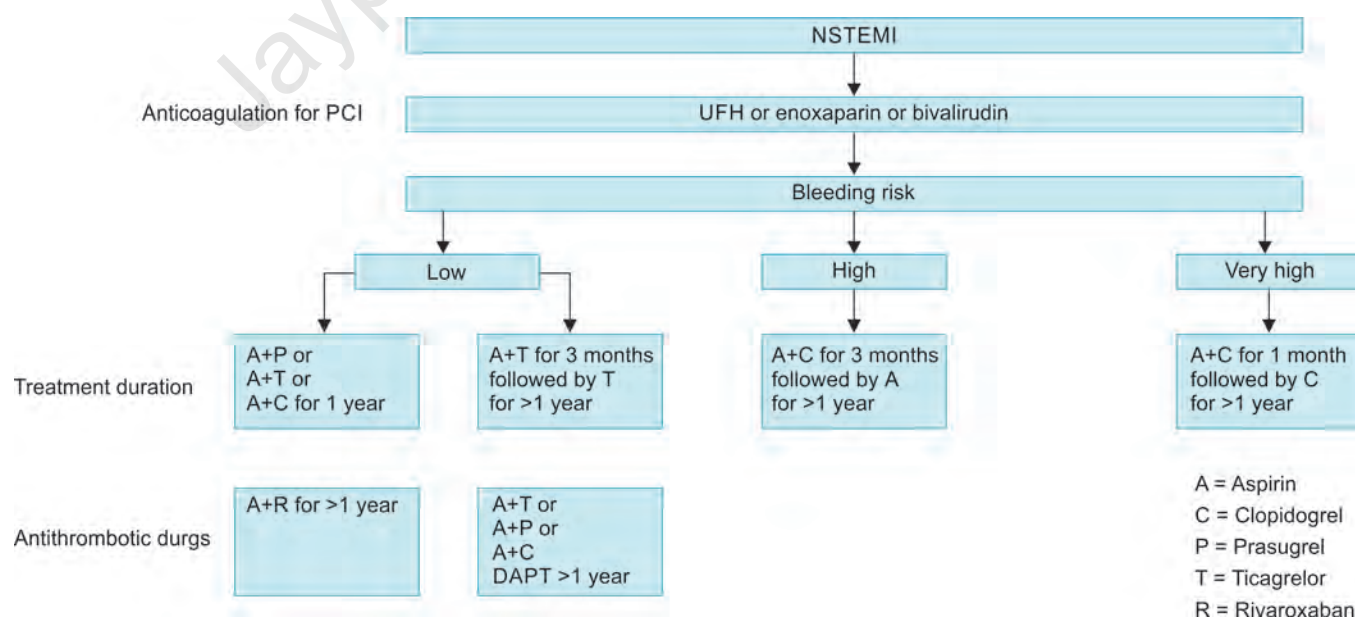 Jayp
NSTEMI
Anticoagulation for PCI
UFH or enoxaparin or bivalirudin
Bleeding risk
Low
High
Very high
Treatment duration
A+P or
A+T or
A+C for 1 year
A+T for 3 months
followed by T
for >1 year
A+C for 3 months
followed by A
for >1 year
A+C for 1 month
followed by C
for >1 year
Antithrombotic durgs
A+R for >1 year
A+T or
A+P or
A+C
DAPT >1 year
A = Aspirin
C = Clopidogrel
P = Prasugrel
T = Ticagrelor
R = Rivaroxaban